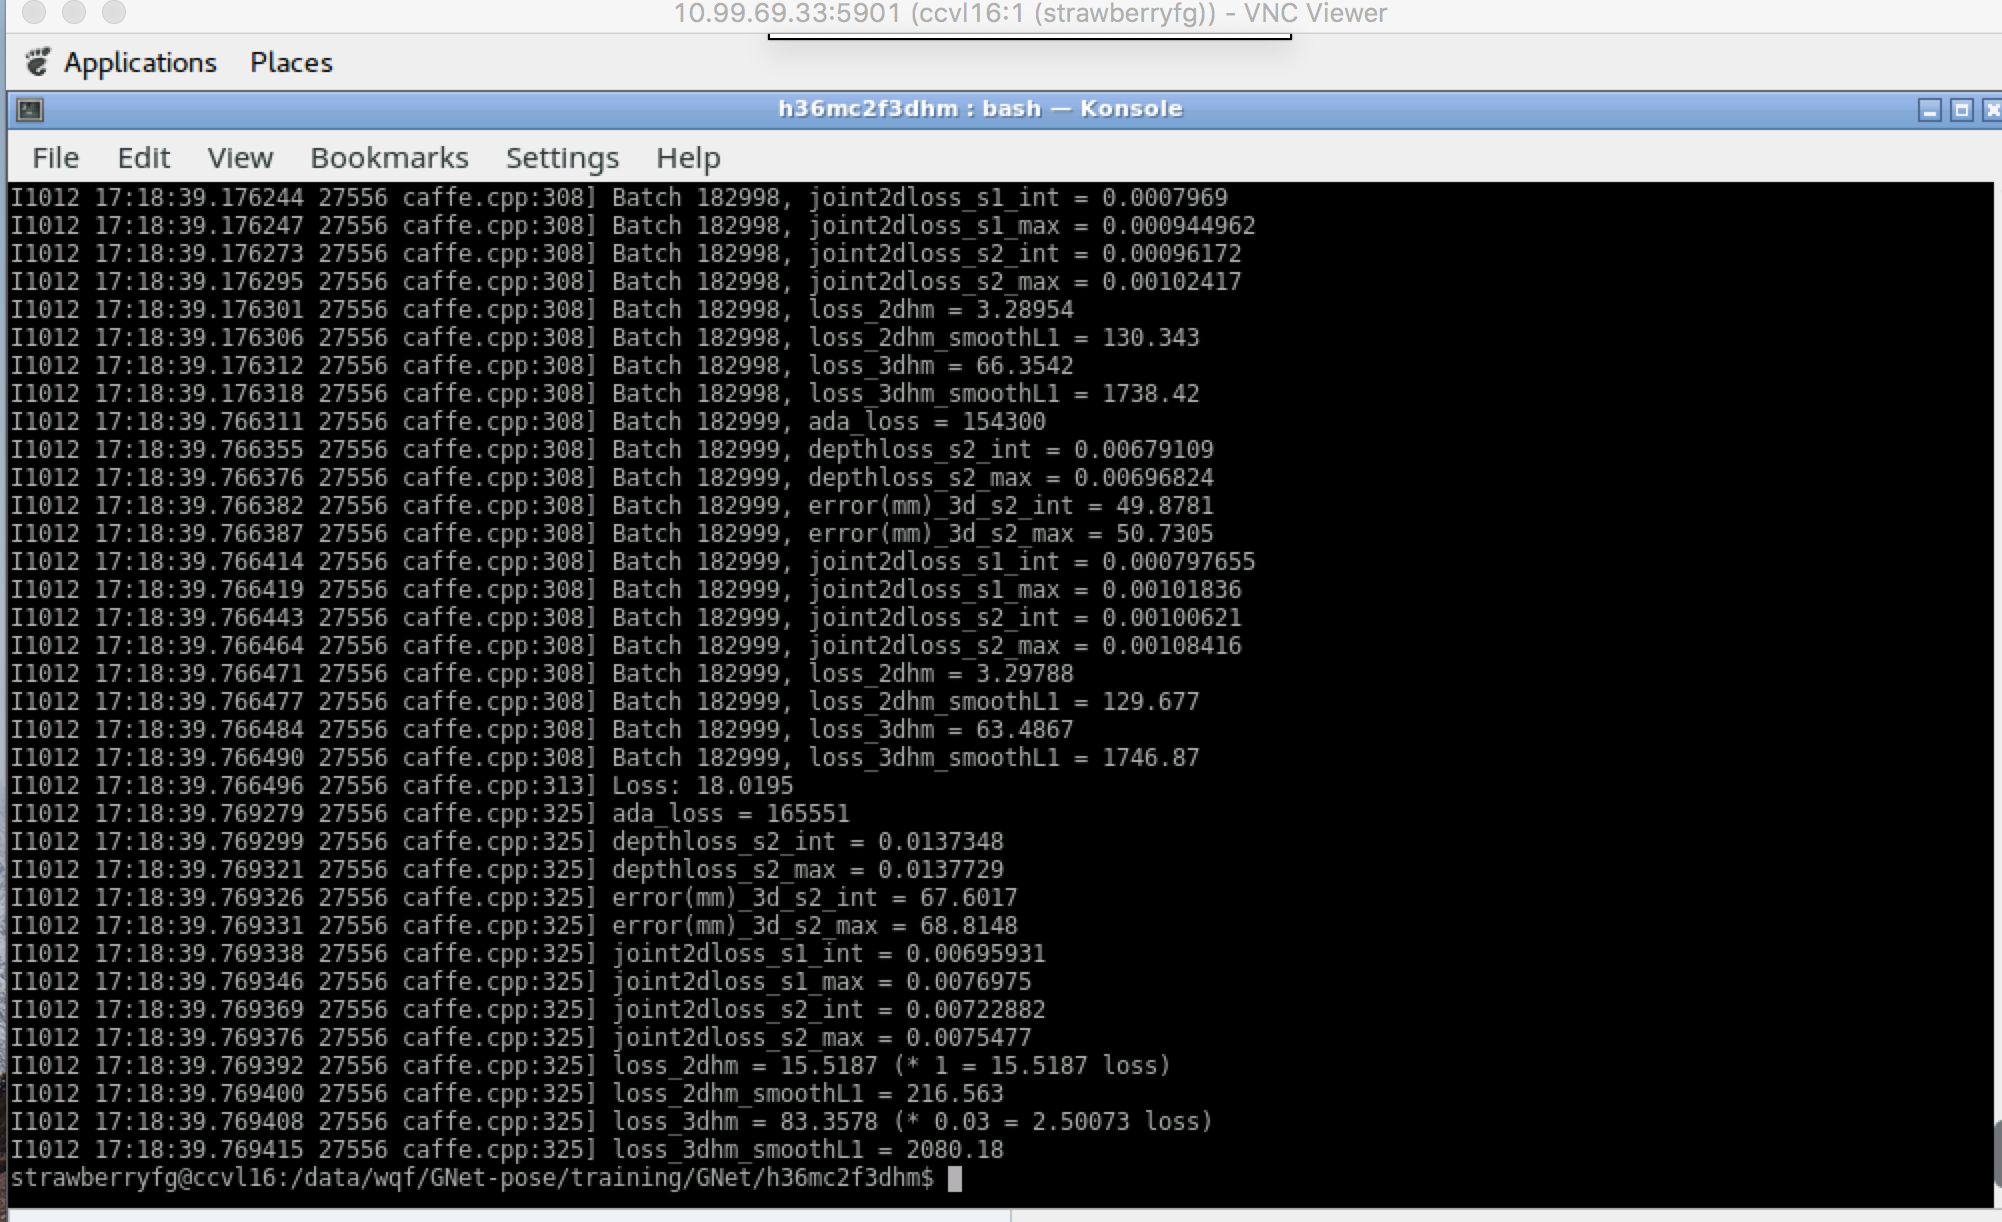 10.99.69.33:5901 (ccvl16:1 (strawberryfg)) - VNC Viewer
Applications Places
h36mc2f3dhm : bash — Konsole
File Edit View Bookmarks Settings Help
I1012 17:18:39.176244 27556 caffe.cpp:308] Batch 182998, joint2dloss_s1_int = 0.0007969
I1012 17:18:39.176247 27556 caffe.cpp:308] Batch 182998, joint2dloss_s1_max = 0.000944962
I1012 17:18:39.176273 27556 caffe.cpp:308] Batch 182998, joint2dloss_s2_int = 0.00096172
I1012 17:18:39.176295 27556 caffe.cpp:308] Batch 182998, joint2dloss_s2_max = 0.00102417
I1012 17:18:39.176301 27556 caffe.cpp:308] Batch 182998, loss_2dhm = 3.28954
I1012 17:18:39.176306 27556 caffe.cpp:308] Batch 182998, loss_2dhm_smoothL1 = 130.343
I1012 17:18:39.176312 27556 caffe.cpp:308] Batch 182998, loss_3dhm = 66.3542
I1012 17:18:39.176318 27556 caffe.cpp:308] Batch 182998, loss_3dhm_smoothL1 = 1738.42
I1012 17:18:39.766311 27556 caffe.cpp:308] Batch 182999, ada_loss = 154300
I1012 17:18:39.766355 27556 caffe.cpp:308] Batch 182999, depthloss_s2_int = 0.00679109
I1012 17:18:39.766376 27556 caffe.cpp:308] Batch 182999, depthloss_s2_max = 0.00696824
I1012 17:18:39.766382 27556 caffe.cpp:308] Batch 182999, error(mm)_3d_s2_int = 49.8781
I1012 17:18:39.766387 27556 caffe.cpp:308] Batch 182999, error(mm)_3d_s2_max = 50.7305
I1012 17:18:39.766414 27556 caffe.cpp:308] Batch 182999, joint2dloss_s1_int = 0.000797655
I1012 17:18:39.766419 27556 caffe.cpp:308] Batch 182999, joint2dloss_s1_max = 0.00101836
I1012 17:18:39.766443 27556 caffe.cpp:308] Batch 182999, joint2dloss_s2_int = 0.00100621
I1012 17:18:39.766464 27556 caffe.cpp:308] Batch 182999, joint2dloss_s2_max = 0.00108416
I1012 17:18:39.766471 27556 caffe.cpp:308] Batch 182999, loss_2dhm = 3.29788
I1012 17:18:39.766477 27556 caffe.cpp:308] Batch 182999, loss_2dhm_smoothL1 = 129.677
I1012 17:18:39.766484 27556 caffe.cpp:308] Batch 182999, loss_3dhm = 63.4867
I1012 17:18:39.766490 27556 caffe.cpp:308] Batch 182999, loss_3dhm_smoothL1 = 1746.87
I1012 17:18:39.766496 27556 caffe.cpp:313] Loss: 18.0195
I1012 17:18:39.769279 27556 caffe.cpp:325] ada_loss = 165551
I1012 17:18:39.769299 27556 caffe.cpp:325] depthloss_s2_int = 0.0137348
I1012 17:18:39.769321 27556 caffe.cpp:325] depthloss_s2_max = 0.0137729
I1012 17:18:39.769326 27556 caffe.cpp:325] error(mm)_3d_s2_int = 67.6017
I1012 17:18:39.769331 27556 caffe.cpp:325] error(mm)_3d_s2_max = 68.8148
I1012 17:18:39.769338 27556 caffe.cpp:325] joint2dloss_s1_int = 0.00695931
I1012 17:18:39.769346 27556 caffe.cpp:325] joint2dloss_s1_max = 0.0076975
I1012 17:18:39.769369 27556 caffe.cpp:325] joint2dloss_s2_int = 0.00722882
I1012 17:18:39.769376 27556 caffe.cpp:325] joint2dloss_s2_max = 0.0075477
I1012 17:18:39.769392 27556 caffe.cpp:325] loss_2dhm = 15.5187 (* 1 = 15.5187 loss)
I1012 17:18:39.769400 27556 caffe.cpp:325] loss_2dhm_smoothL1 = 216.563
I1012 17:18:39.769408 27556 caffe.cpp:325] loss_3dhm = 83.3578 (* 0.03 = 2.50073 loss)
I1012 17:18:39.769415 27556 caffe.cpp:325] loss_3dhm_smoothL1 = 2080.18
strawberryfg@ccvl16:/data/wqf/GNet-pose/training/GNet/h36mc2f3dhm$